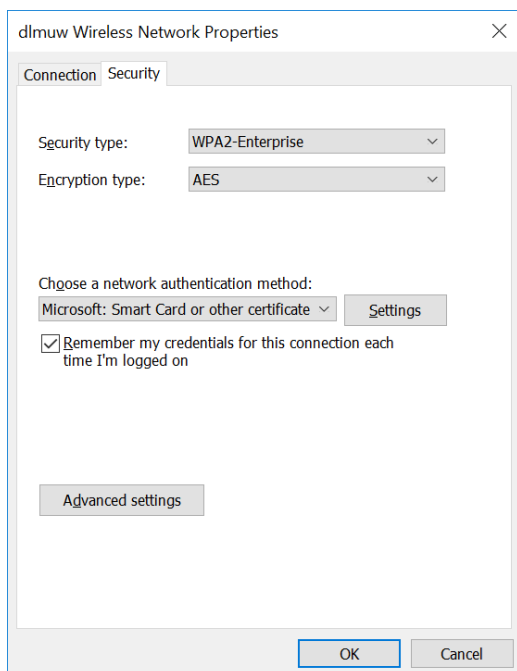 dlmuw Wireless Network Properties
Connection Security
Security type: WPA2-Enterprise
Encryption type: AES
Choose a network authentication method:
Microsoft: Smart Card or other certificate Settings
Remember my credentials for this connection each
time I'm logged on
Advanced settings
OK Cancel